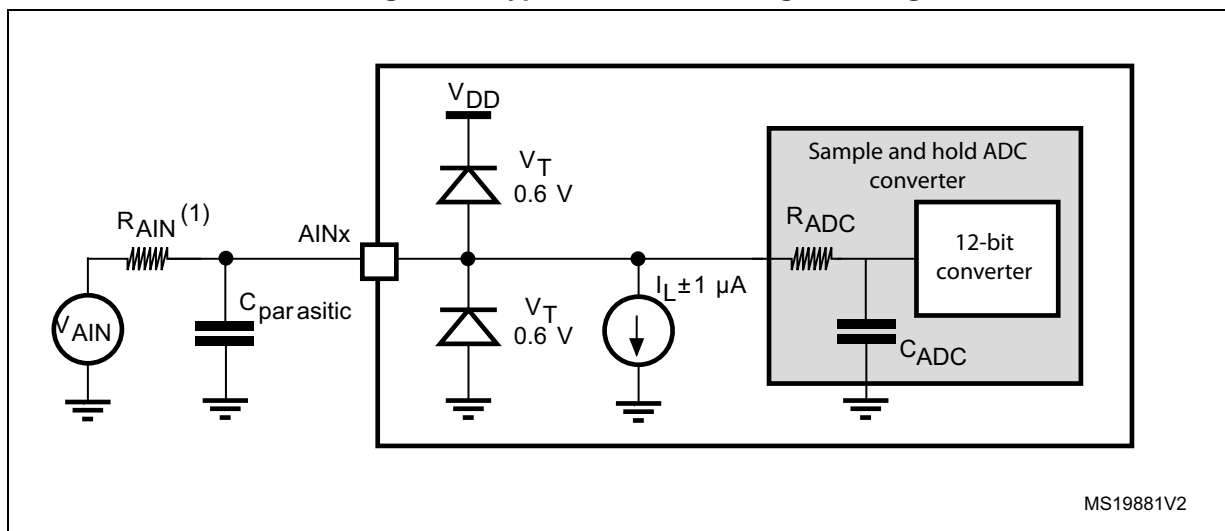 V_DD
V_T
0.6 V
Sample and hold ADC
converter
R_AIN (1)
AINx
R_ADC
12-bit
converter
V_AIN
C_parasitic
V_T
0.6 V
I_L ±1 µA
C_ADC
MS19881V2